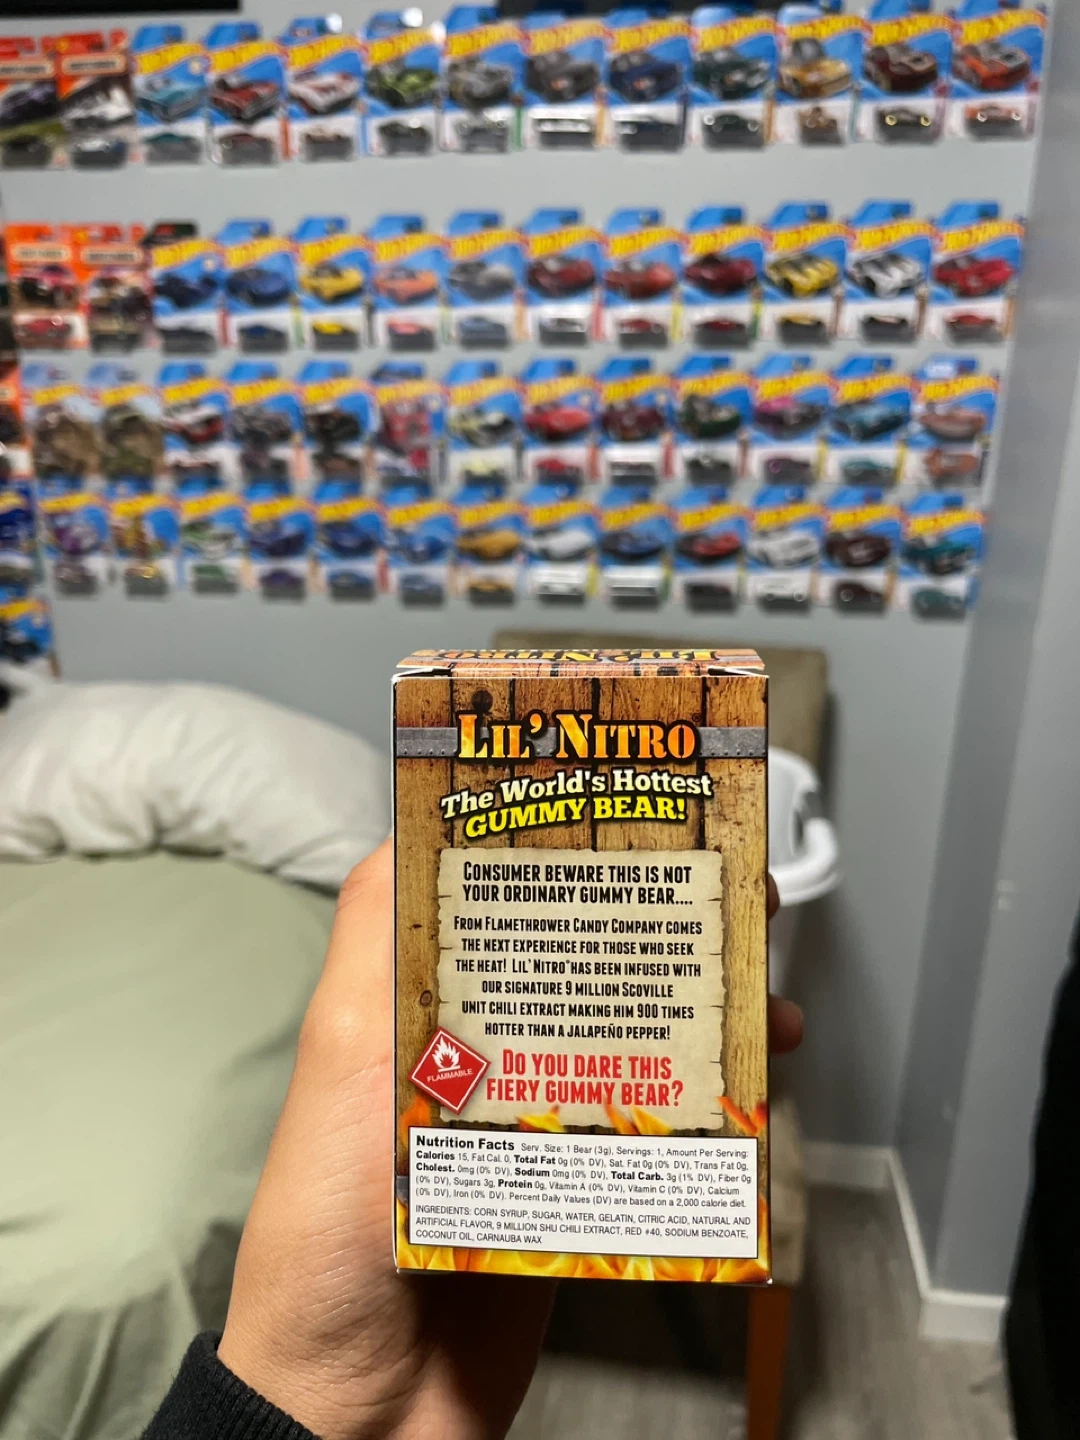 LIL' NITRO
LIL' NITRO®
The World's Hottest
GUMMY BEAR!
CONSUMER BEWARE THIS IS NOT
YOUR ORDINARY GUMMY BEAR....
FROM FLAMETHROWER CANDY COMPANY COMES
THE NEXT EXPERIENCE FOR THOSE WHO SEEK
THE HEAT! LIL' NITRO® HAS BEEN INFUSED WITH
OUR SIGNATURE 9 MILLION SCOVILLE
UNIT CHILI EXTRACT MAKING HIM 900 TIMES
HOTTER THAN A JALAPEÑO PEPPER!
FLAMMABLE
DO YOU DARE THIS
FIERY GUMMY BEAR?
Nutrition Facts Serv. Size: 1 Bear (3g), Servings: 1, Amount Per Serving:
Calories 15, Fat Cal. 0, Total Fat 0g (0% DV), Sat. Fat 0g (0% DV), Trans Fat 0g,
Cholest. 0mg (0% DV), Sodium 0mg (0% DV), Total Carb. 3g (1% DV), Fiber 0g
(0% DV), Sugars 3g, Protein 0g, Vitamin A (0% DV), Vitamin C (0% DV), Calcium
(0% DV), Iron (0% DV). Percent Daily Values (DV) are based on a 2,000 calorie diet.
INGREDIENTS: CORN SYRUP, SUGAR, WATER, GELATIN, CITRIC ACID, NATURAL AND
ARTIFICIAL FLAVOR, 9 MILLION SHU CHILI EXTRACT, RED #40, SODIUM BENZOATE,
COCONUT OIL, CARNAUBA WAX